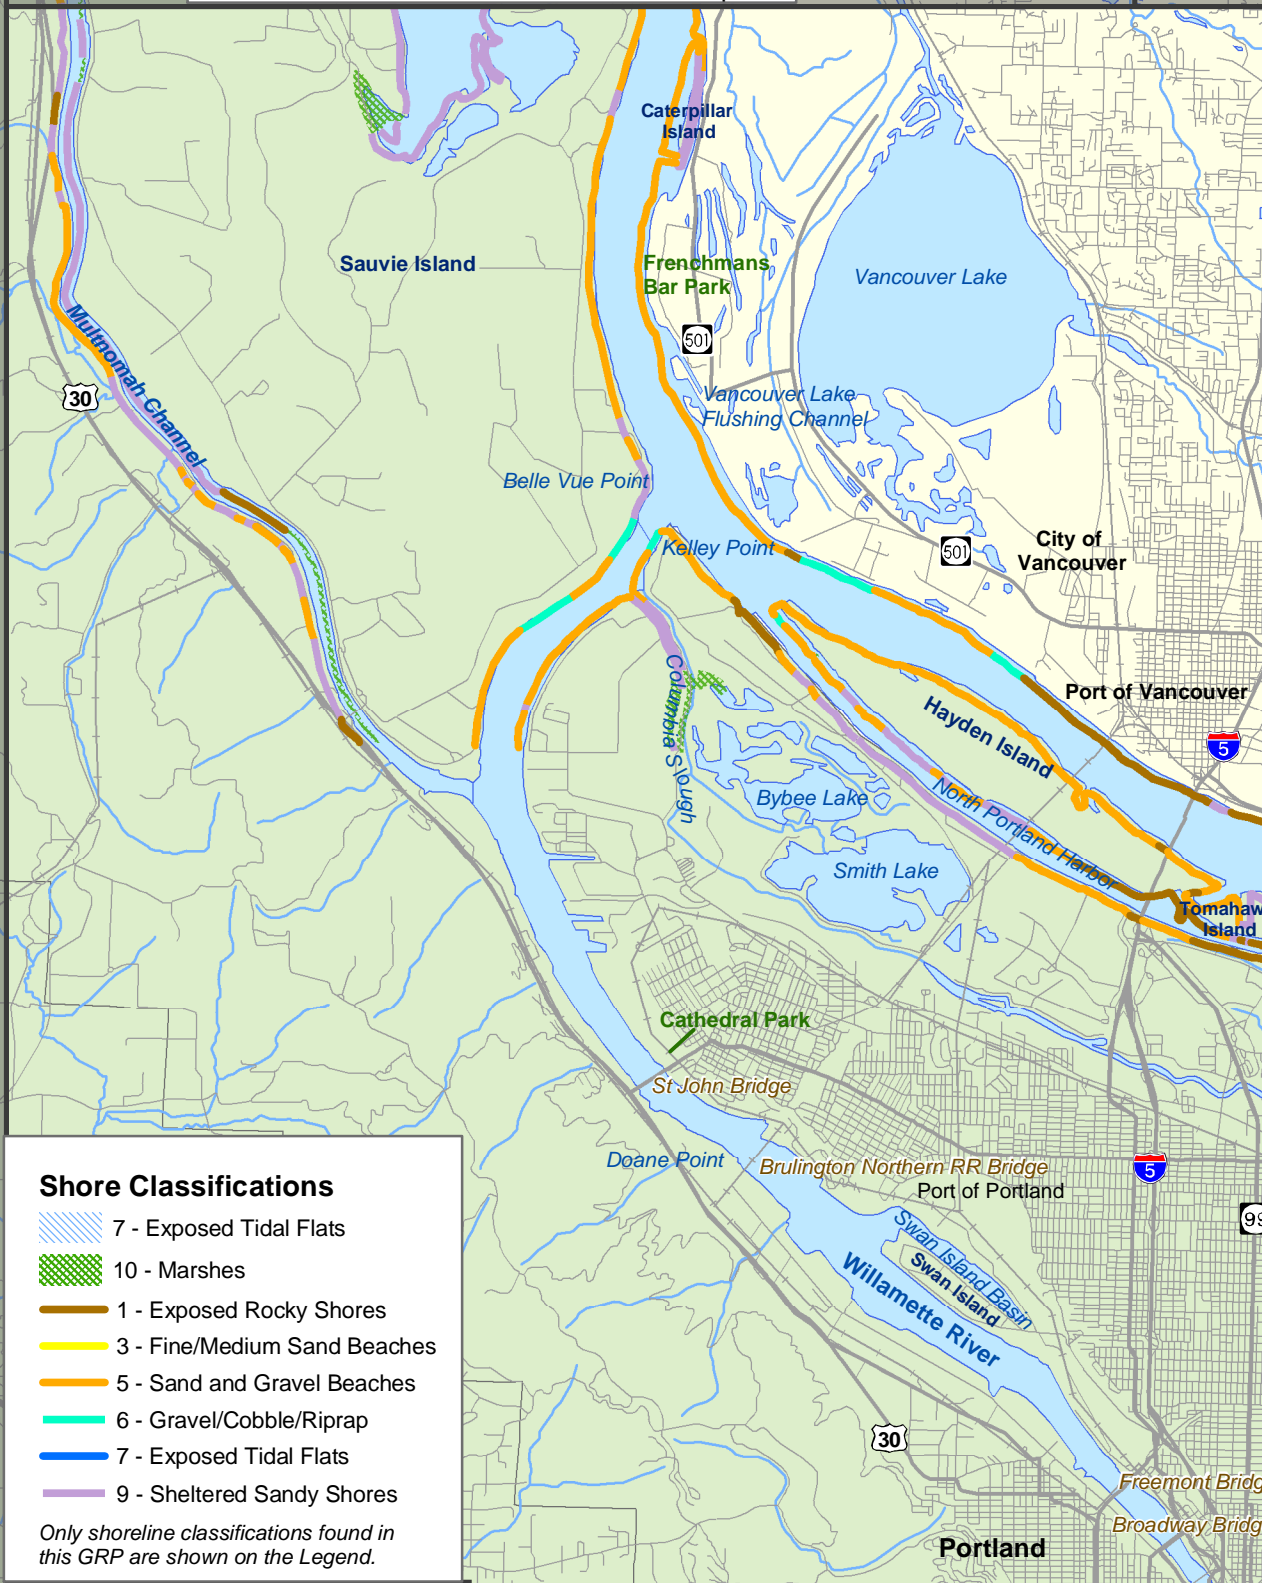 Caterpillar
Island
Sauvie Island
Frenchmans
Bar Park
Vancouver Lake
501
Multnomah Channel
30
Vancouver Lake
Flushing Channel
Belle Vue Point
Kelley Point
501
City of
Vancouver
Columbia Slough
Port of Vancouver
Hayden Island
5
Bybee Lake
North Portland Harbor
Smith Lake
Island
Cathedral Park
St John Bridge
Doane Point
Brulington Northern RR Bridge
5
Port of Portland
Swan Island Basin
Swan Island
Willamette River
30
Freemont
Broadway
Portland
Shore Classifications
7 - Exposed Tidal Flats
10 - Marshes
1 - Exposed Rocky Shores
3 - Fine/Medium Sand Beaches
5 - Sand and Gravel Beaches
6 - Gravel/Cobble/Riprap
7 - Exposed Tidal Flats
9 - Sheltered Sandy Shores
Only shoreline classifications found in
this GRP are shown on the Legend.